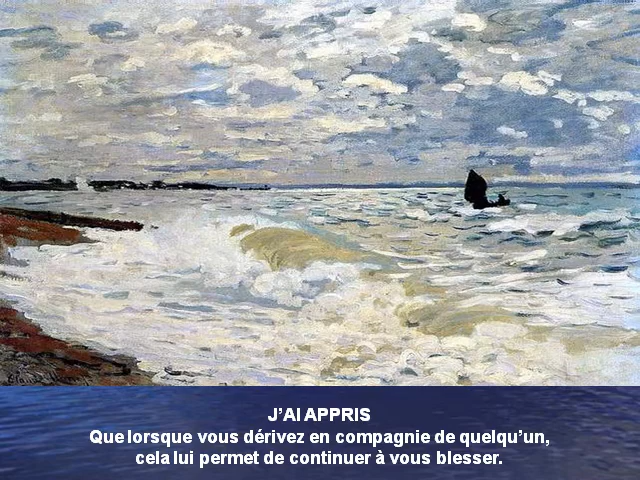 J'AI APPRIS
Que lorsque vous dérivez en compagnie de quelqu'un,
cela lui permet de continuer à vous blesser.